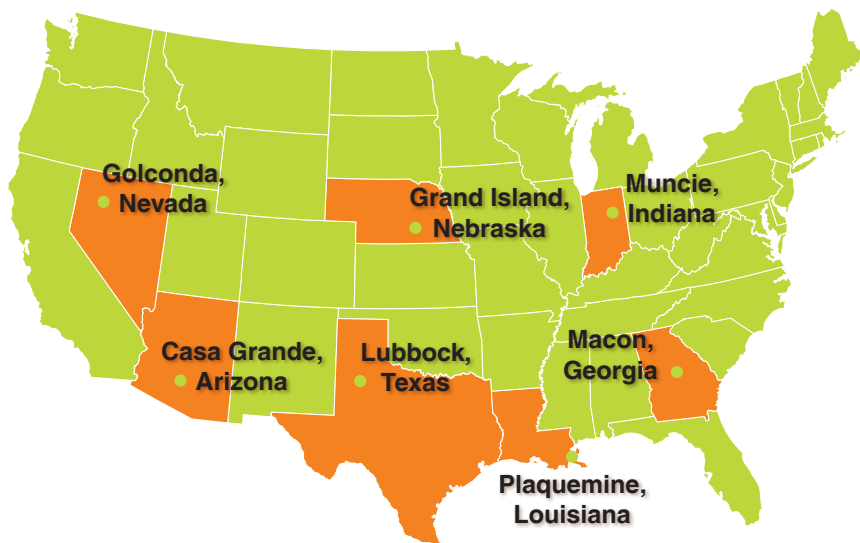 Golconda,
Nevada
Grand Island,
Nebraska
Muncie,
Indiana
Casa Grande,
Arizona
Lubbock,
Texas
Macon,
Georgia
Plaquemine,
Louisiana